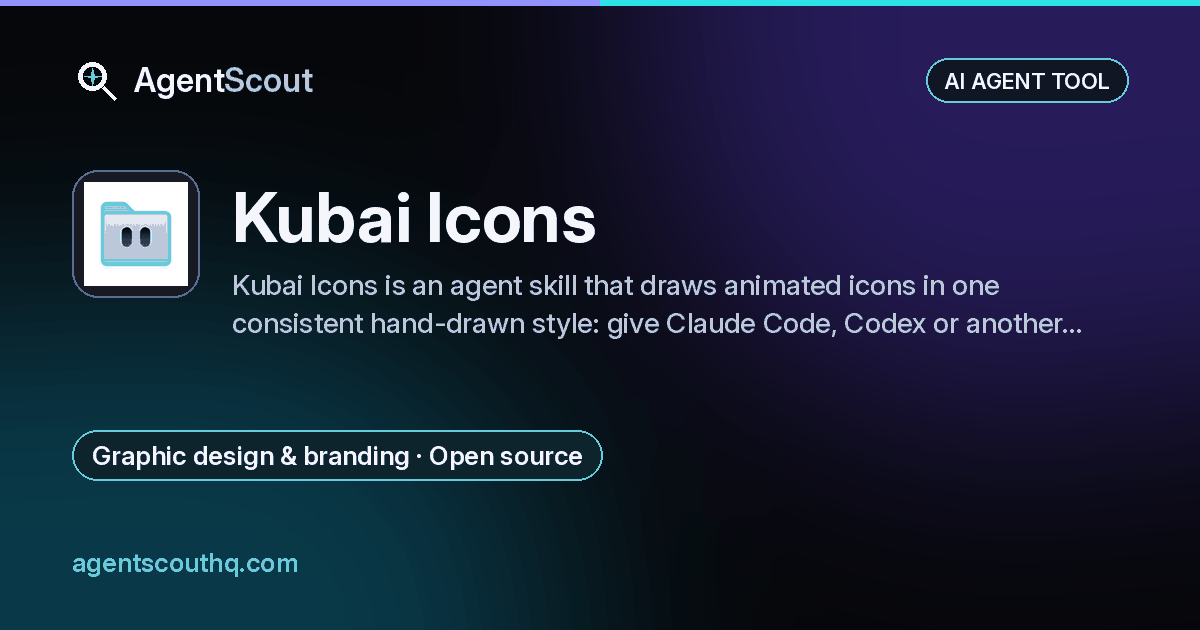 AgentScout
AI AGENT TOOL
Kubai Icons
Kubai Icons is an agent skill that draws animated icons in one
consistent hand-drawn style: give Claude Code, Codex or another...
Graphic design & branding · Open source
agentscouthq.com